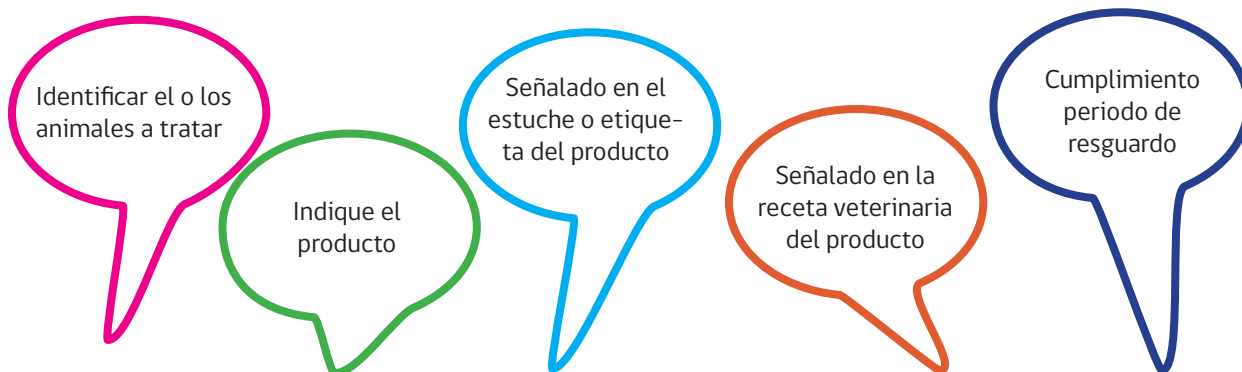 Identificar el o los
animales a tratar
Indique el
producto
Señalado en el
estuche o etique-
ta del producto
Señalado en la
receta veterinaria
del producto
Cumplimiento
periodo de
resguardo